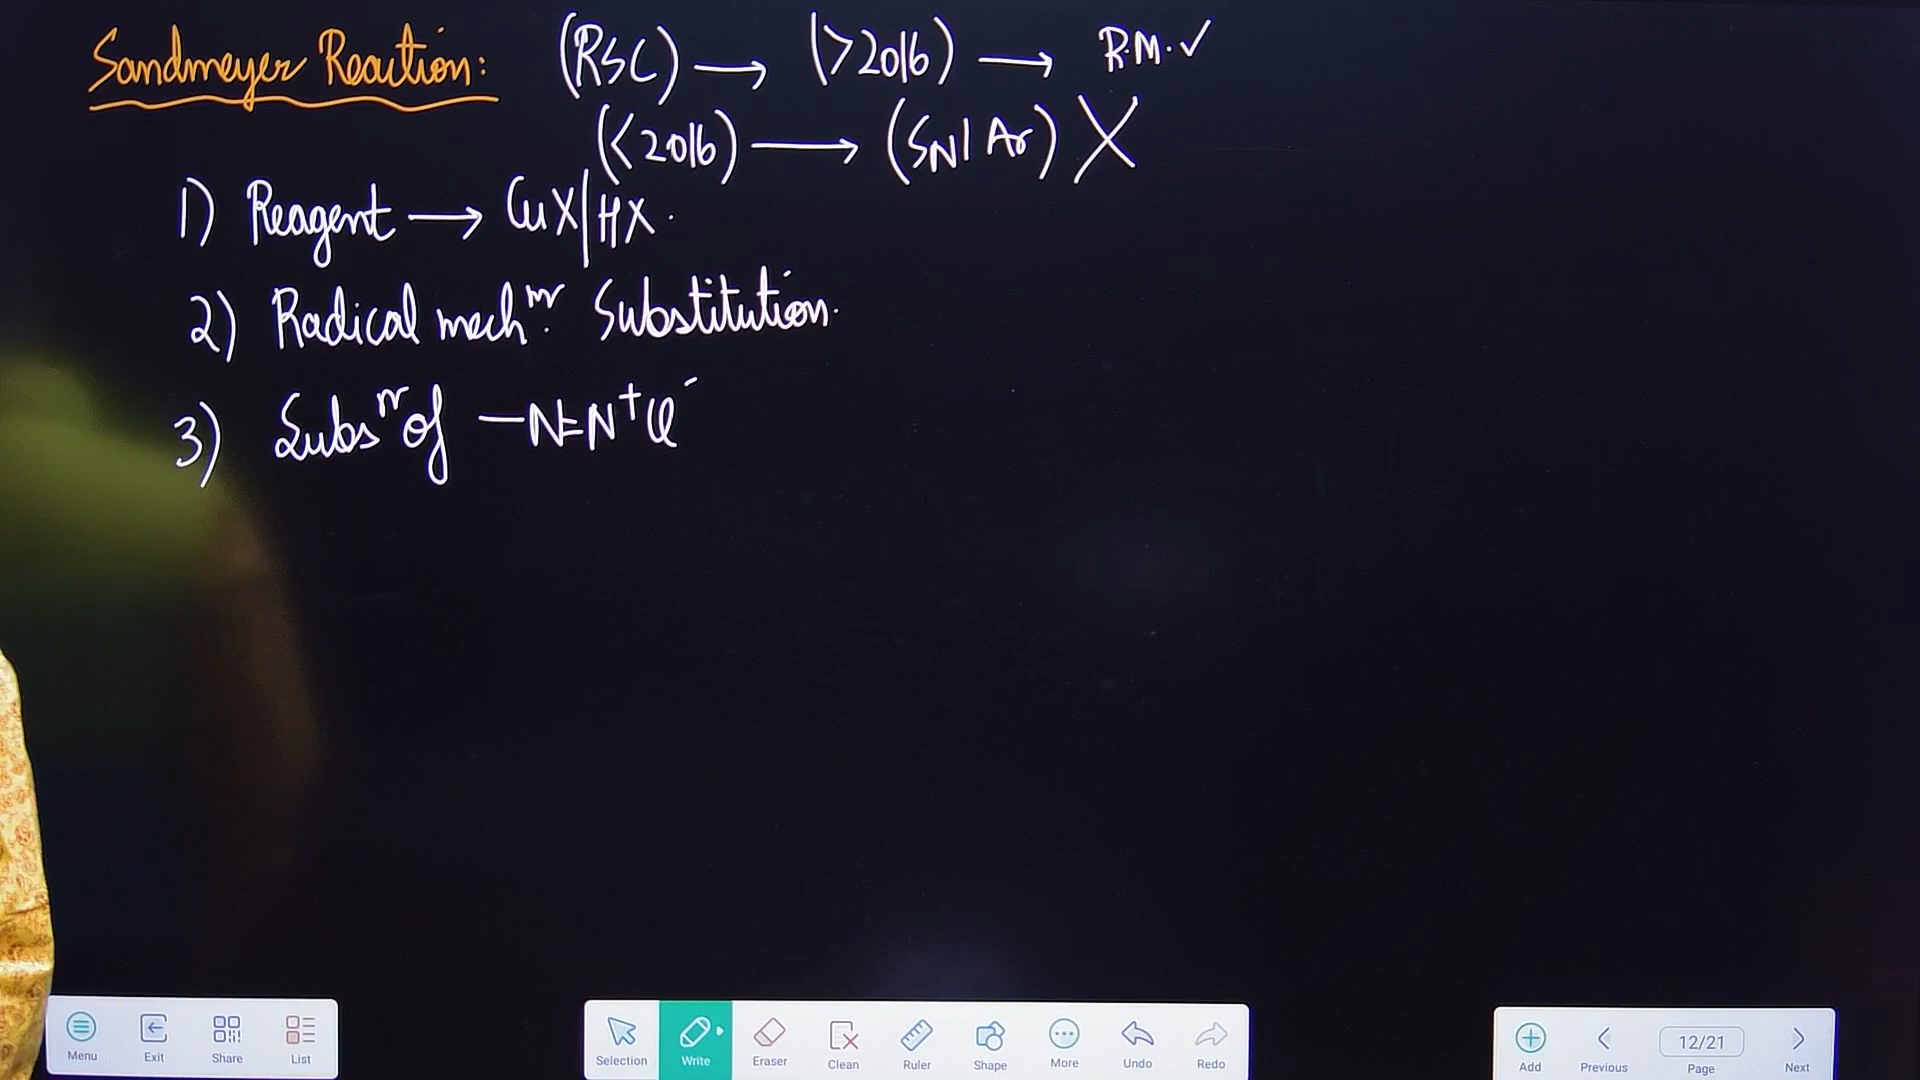 Sandmeyer Reaction: (RSC) → (>2016) → R.M. ✓
(<2016) → (SN1 Ar) X
1) Reagent → CuX/HX.
2) Radical mechⁿ. Substitution.
3) Subsⁿ of —N=N⁺Cl⁻
Menu Exit Share List
Selection Write Eraser Clean Ruler Shape More Undo Redo
Add Previous 12/21 Page Next